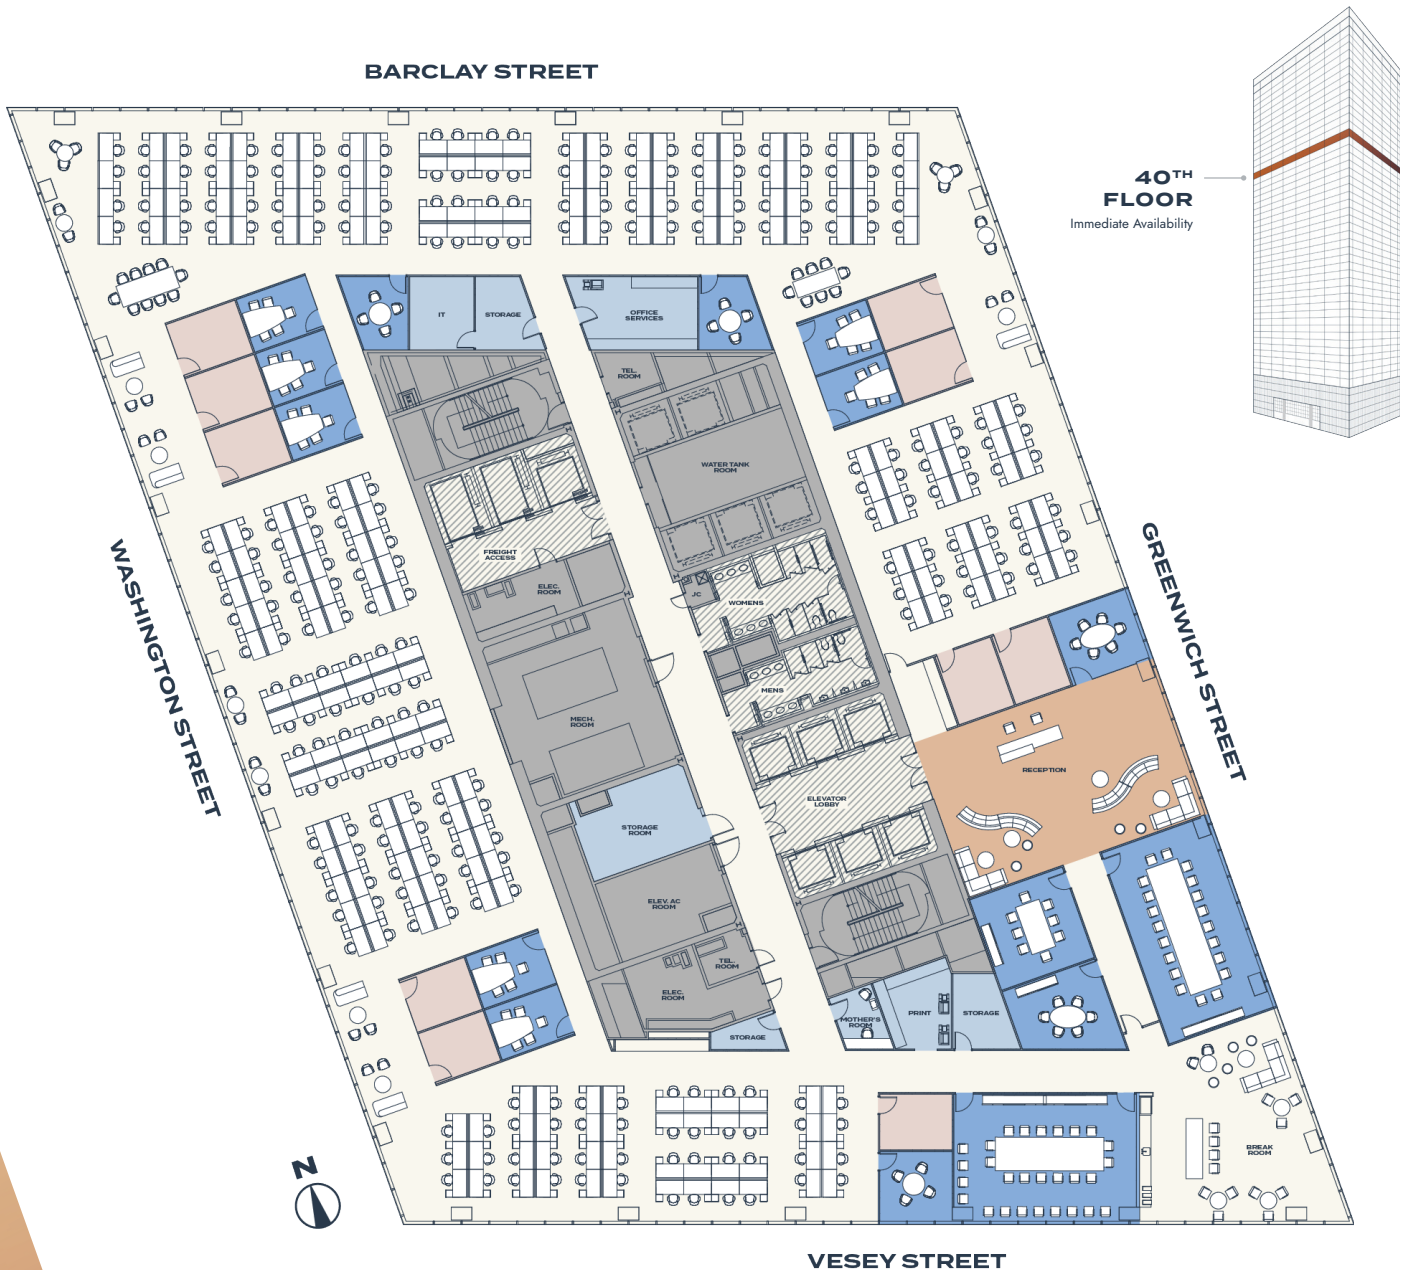 BARCLAY STREET
40TH
FLOOR
Immediate Availability
IT
STORAGE
OFFICE
SERVICES
TEL.
ROOM
WATER TANK
ROOM
FREIGHT
ACCESS
ELEC.
ROOM
JC
WOMENS
MENS
MECH.
ROOM
WASHINGTON STREET
GREENWICH STREET
RECEPTION
ELEVATOR
LOBBY
STORAGE
ROOM
ELEV. AC
ROOM
TEL.
ROOM
ELEC.
ROOM
STORAGE
MOTHER'S
ROOM
PRINT
STORAGE
BREAK
ROOM
N
VESEY STREET